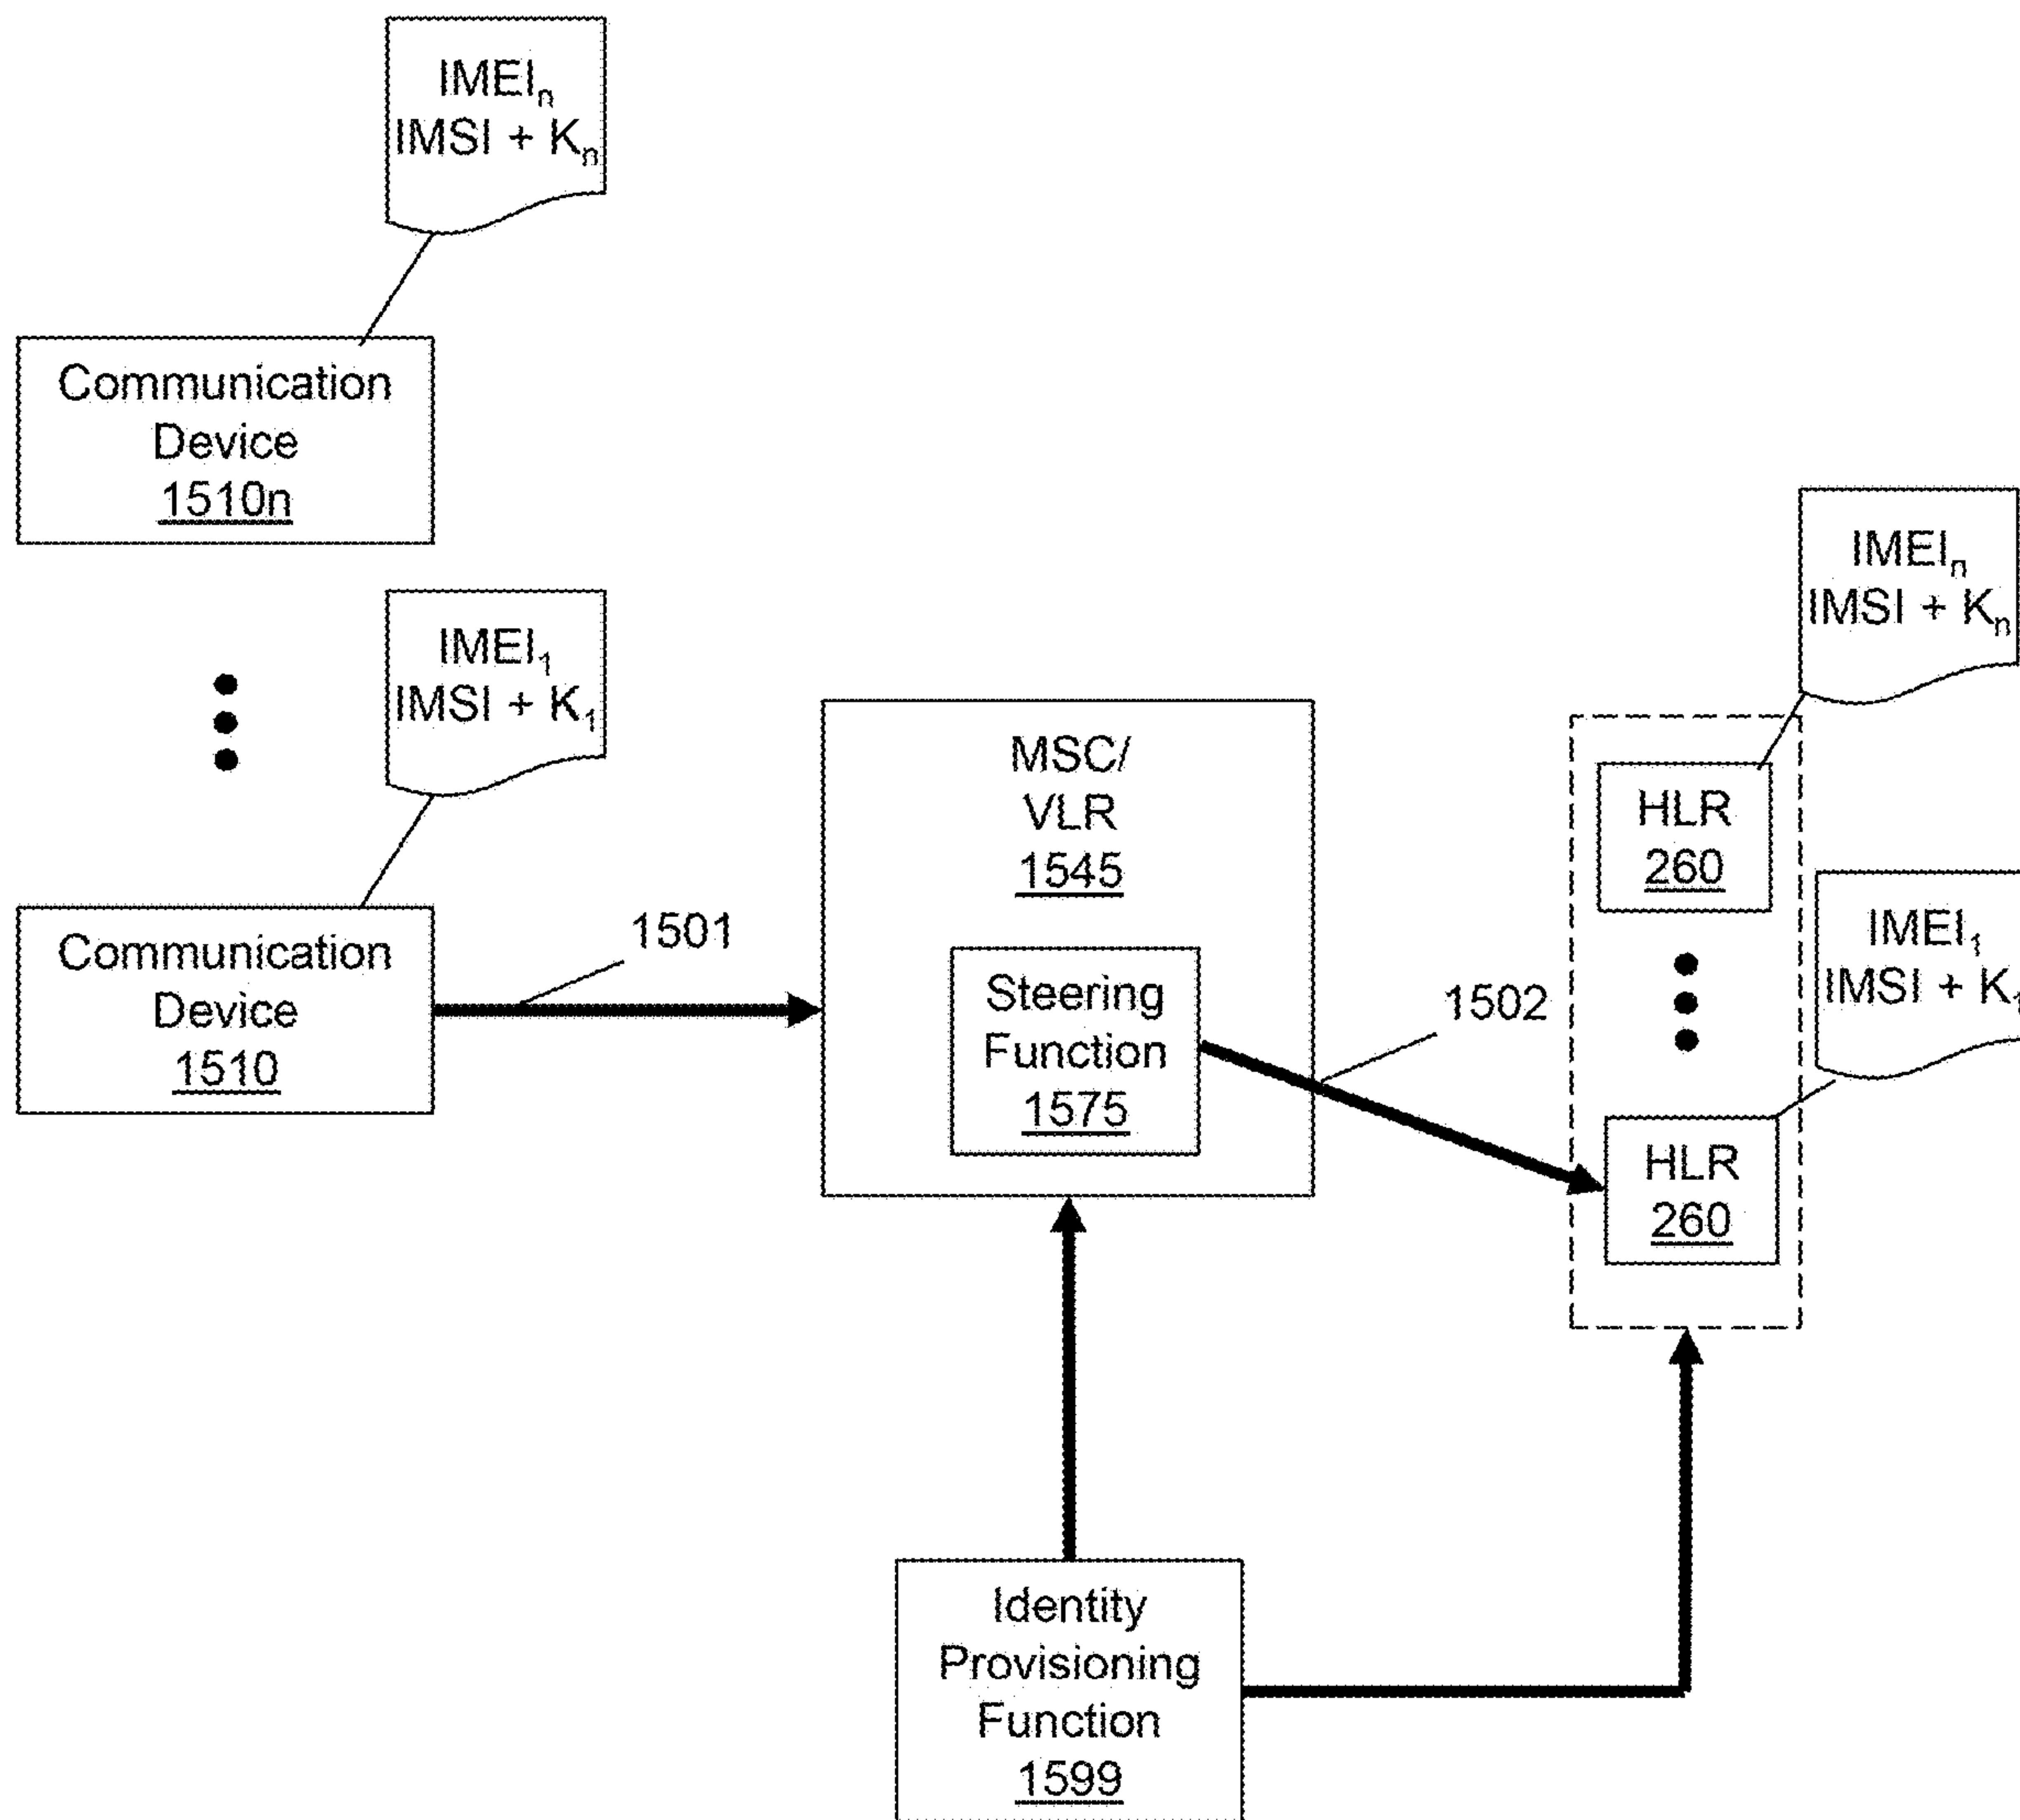 IMEIn
IMSI + Kn
Communication
Device
1510n
IMEI1
IMSI + K1
Communication
Device
1510
1501
MSC/
VLR
1545
Steering
Function
1575
1502
IMEIn
IMSI + Kn
HLR
260
IMEI1
IMSI + K1
HLR
260
Identity
Provisioning
Function
1599